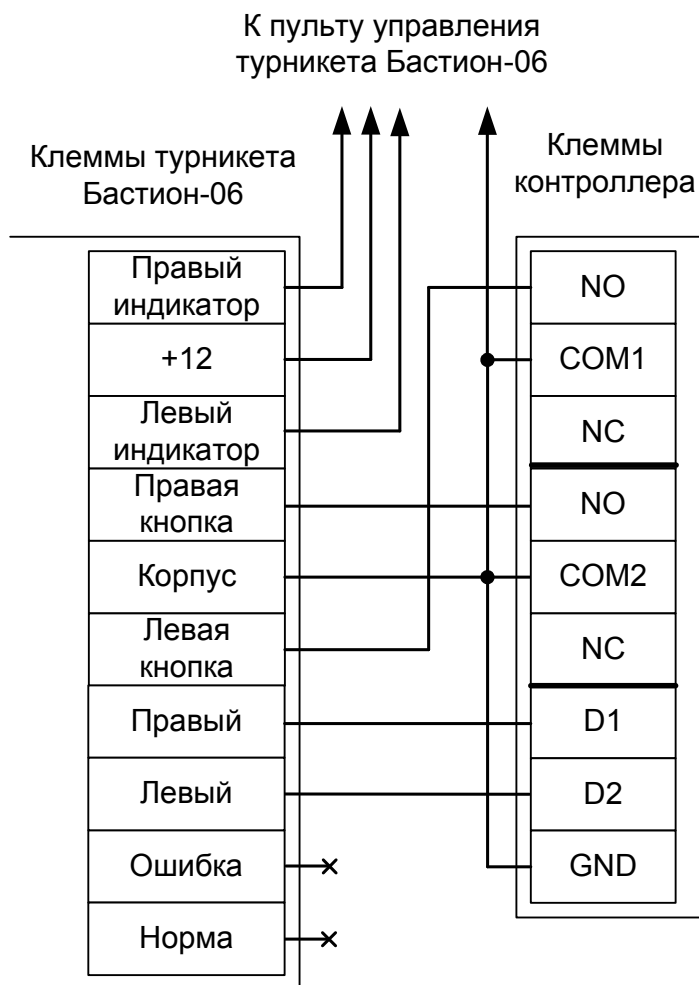 К пульту управления
турникета Бастион-06
Клеммы турникета
Бастион-06
Клеммы
контроллера
Правый
индикатор
+12
Левый
индикатор
Правая
кнопка
Корпус
Левая
кнопка
Правый
Левый
Ошибка
Норма
NO
COM1
NC
NO
COM2
NC
D1
D2
GND